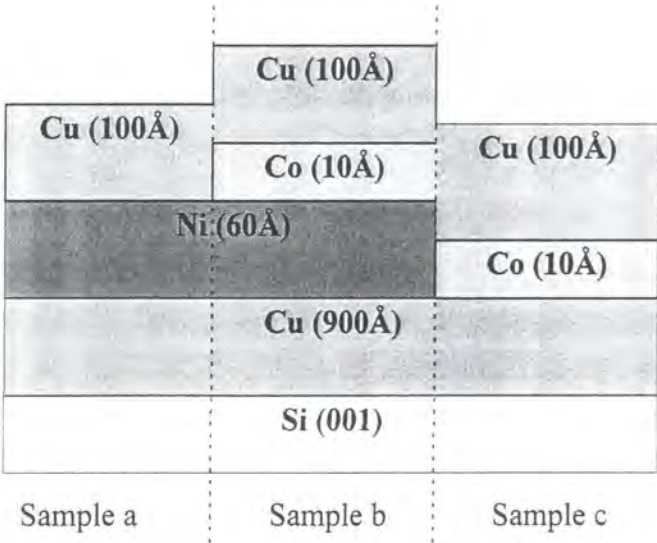 Cu (100Å)
Cu (100Å)
Cu (100Å)
Co (10Å)
Ni (60Å)
Co (10Å)
Cu (900Å)
Si (001)
Sample a
Sample b
Sample c